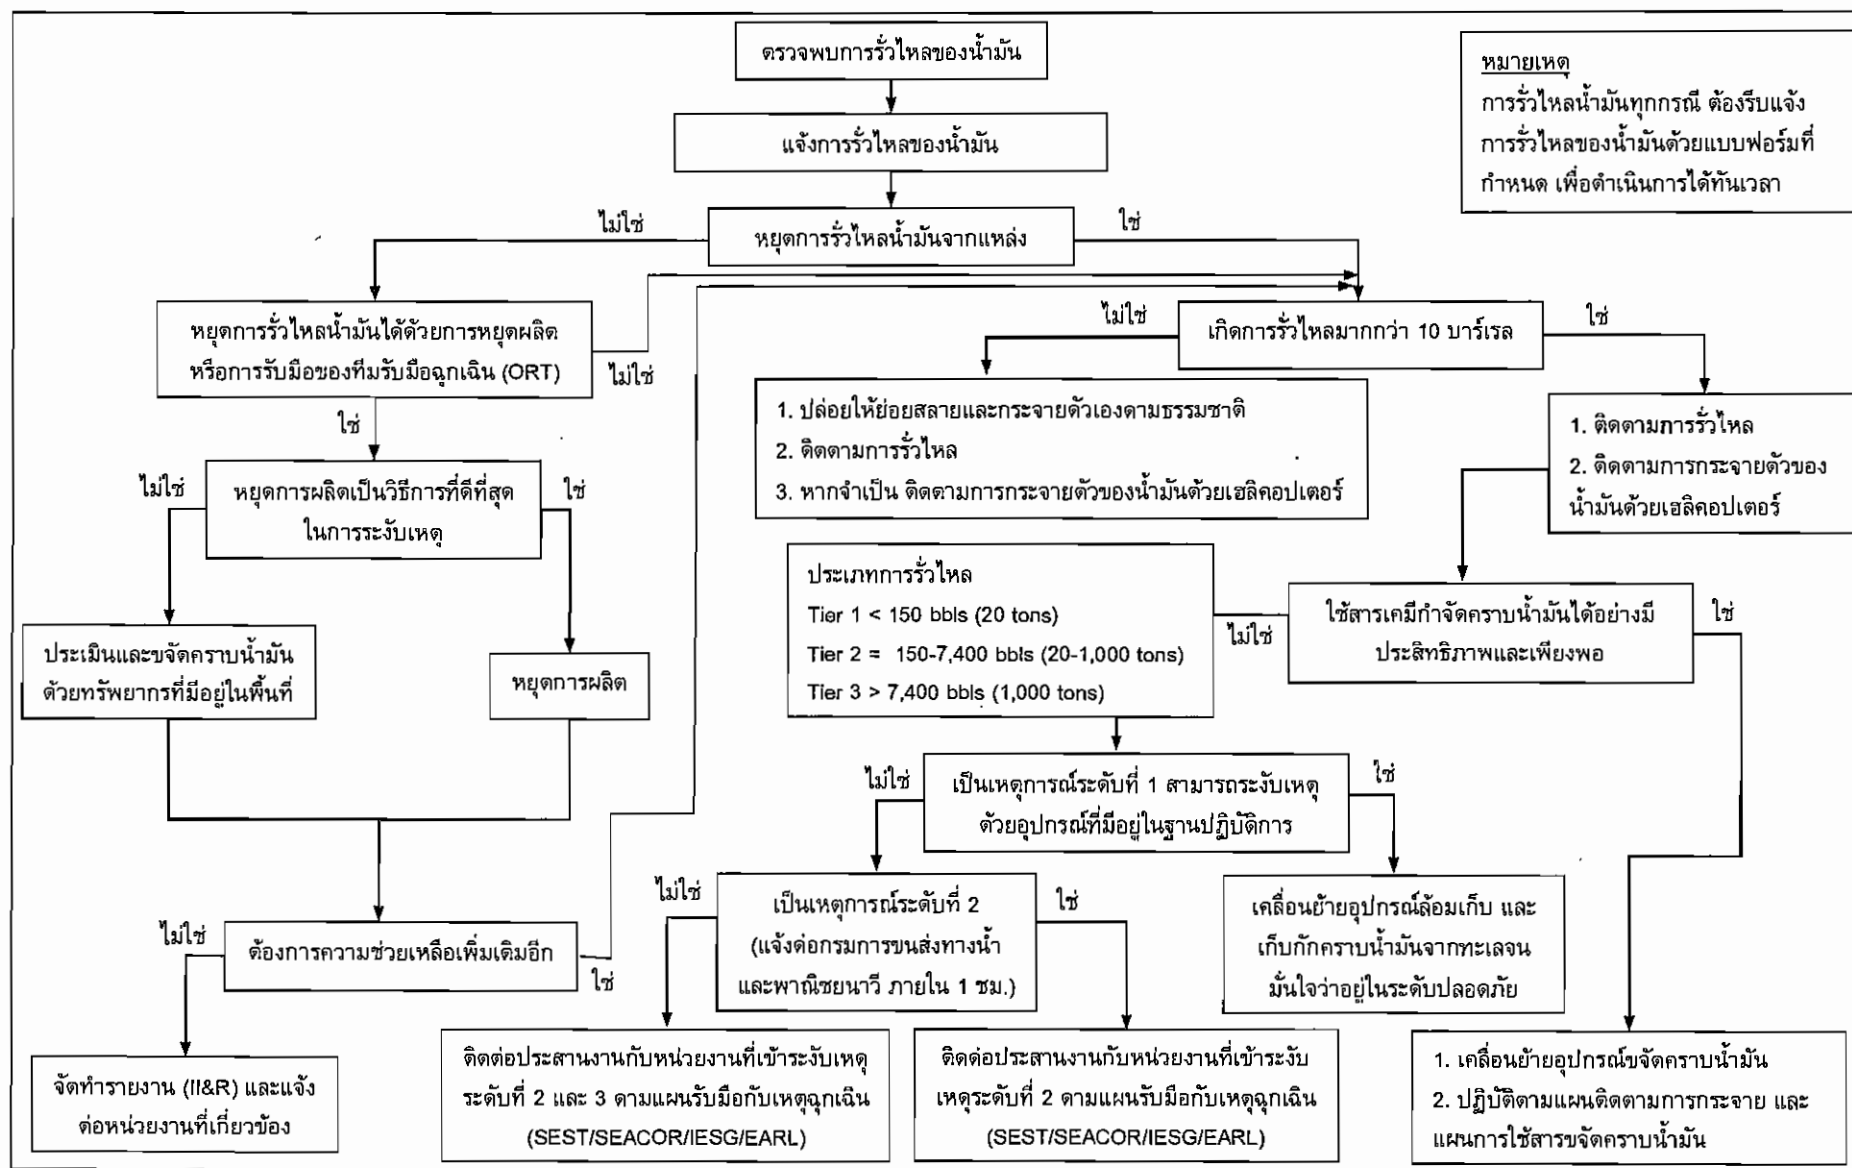 ตรวจพบการรั่วไหลของน้ำมัน
หมายเหตุ
การรั่วไหลน้ำมันทุกกรณี ต้องรีบแจ้ง
การรั่วไหลของน้ำมันด้วยแบบฟอร์มที่
กำหนด เพื่อดำเนินการได้ทันเวลา
แจ้งการรั่วไหลของน้ำมัน
ไม่ใช่
หยุดการรั่วไหลน้ำมันจากแหล่ง
ใช่
หยุดการรั่วไหลน้ำมันได้ด้วยการหยุดผลิต
หรือการรับมือของทีมรับมือฉุกเฉิน (ORT)
ไม่ใช่
ใช่
ไม่ใช่
เกิดการรั่วไหลมากกว่า 10 บาร์เรล
ใช่
1. ปล่อยให้ย่อยสลายและกระจายตัวเองตามธรรมชาติ
2. ติดตามการรั่วไหล
3. หากจำเป็น ติดตามการกระจายตัวของน้ำมันด้วยเฮลิคอปเตอร์
1. ติดตามการรั่วไหล
2. ติดตามการกระจายตัวของ
น้ำมันด้วยเฮลิคอปเตอร์
ไม่ใช่
หยุดการผลิตเป็นวิธีการที่ดีที่สุด
ในการระงับเหตุ
ใช่
ประเภทการรั่วไหล
Tier 1 < 150 bbls (20 tons)
Tier 2 = 150-7,400 bbls (20-1,000 tons)
Tier 3 > 7,400 bbls (1,000 tons)
ไม่ใช่
ใช้สารเคมีกำจัดคราบน้ำมันได้อย่างมี
ประสิทธิภาพและเพียงพอ
ใช่
ประเมินและขจัดคราบน้ำมัน
ด้วยทรัพยากรที่มีอยู่ในพื้นที่
หยุดการผลิต
ไม่ใช่
เป็นเหตุการณ์ระดับที่ 1 สามารถระงับเหตุ
ด้วยอุปกรณ์ที่มีอยู่ในฐานปฏิบัติการ
ใช่
ไม่ใช่
เป็นเหตุการณ์ระดับที่ 2
(แจ้งต่อกรมการขนส่งทางน้ำ
และพาณิชยนาวี ภายใน 1 ชม.)
ใช่
เคลื่อนย้ายอุปกรณ์ล้อมเก็บ และ
เก็บกักคราบน้ำมันจากทะเลจน
มั่นใจว่าอยู่ในระดับปลอดภัย
ไม่ใช่
ต้องการความช่วยเหลือเพิ่มเติมอีก
ใช่
จัดทำรายงาน (II&R) และแจ้ง
ต่อหน่วยงานที่เกี่ยวข้อง
ติดต่อประสานงานกับหน่วยงานที่เข้าระงับเหตุ
ระดับที่ 2 และ 3 ตามแผนรับมือกับเหตุฉุกเฉิน
(SEST/SEACOR/IESG/EARL)
ติดต่อประสานงานกับหน่วยงานที่เข้าระงับ
เหตุระดับที่ 2 ตามแผนรับมือกับเหตุฉุกเฉิน
(SEST/SEACOR/IESG/EARL)
1. เคลื่อนย้ายอุปกรณ์ขจัดคราบน้ำมัน
2. ปฏิบัติตามแผนติดตามการกระจาย และ
แผนการใช้สารขจัดคราบน้ำมัน